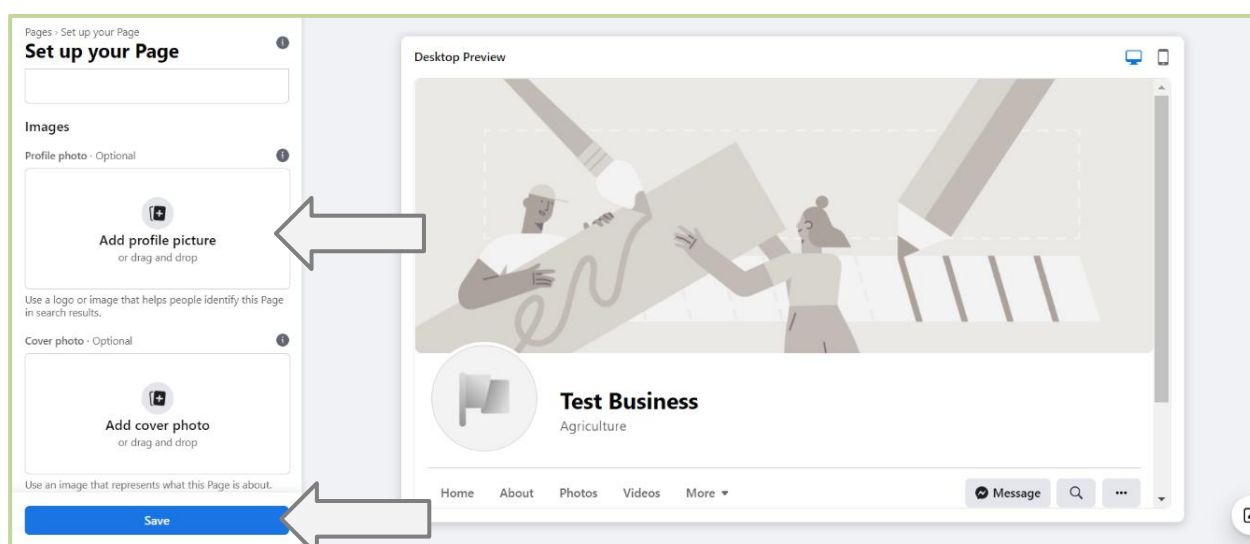 Pages › Set up your Page
Set up your Page
Images
Profile photo · Optional
Add profile picture
or drag and drop
Use a logo or image that helps people identify this Page
in search results.
Cover photo · Optional
Add cover photo
or drag and drop
Use an image that represents what this Page is about.
Save
Desktop Preview
Test Business
Agriculture
Home About Photos Videos More
Message